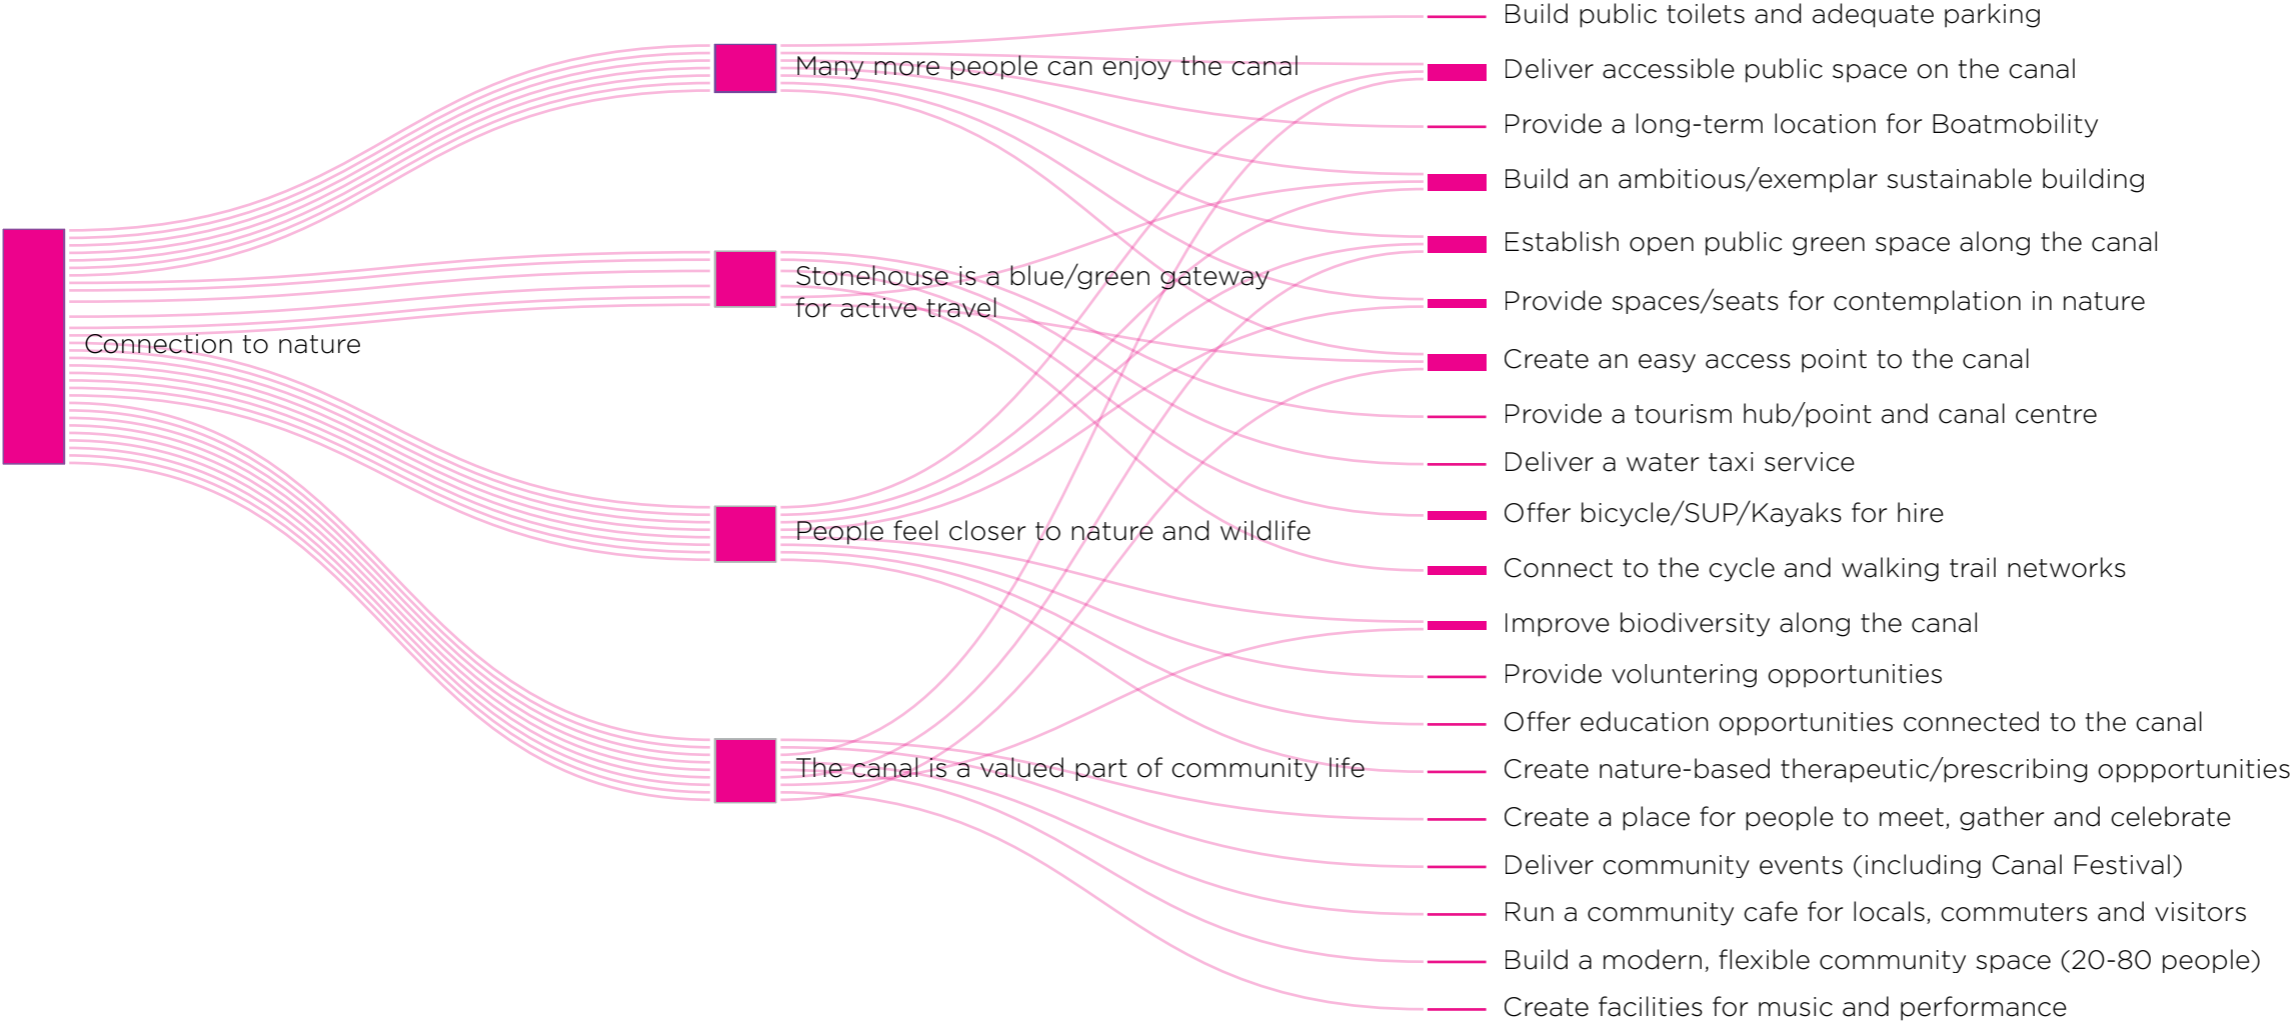 Connection to nature
Many more people can enjoy the canal
Stonehouse is a blue/green gateway
for active travel
People feel closer to nature and wildlife
The canal is a valued part of community life
Build public toilets and adequate parking
Deliver accessible public space on the canal
Provide a long-term location for Boatmobility
Build an ambitious/exemplar sustainable building
Establish open public green space along the canal
Provide spaces/seats for contemplation in nature
Create an easy access point to the canal
Provide a tourism hub/point and canal centre
Deliver a water taxi service
Offer bicycle/SUP/Kayaks for hire
Connect to the cycle and walking trail networks
Improve biodiversity along the canal
Provide voluntering opportunities
Offer education opportunities connected to the canal
Create nature-based therapeutic/prescribing oppportunities
Create a place for people to meet, gather and celebrate
Deliver community events (including Canal Festival)
Run a community cafe for locals, commuters and visitors
Build a modern, flexible community space (20-80 people)
Create facilities for music and performance